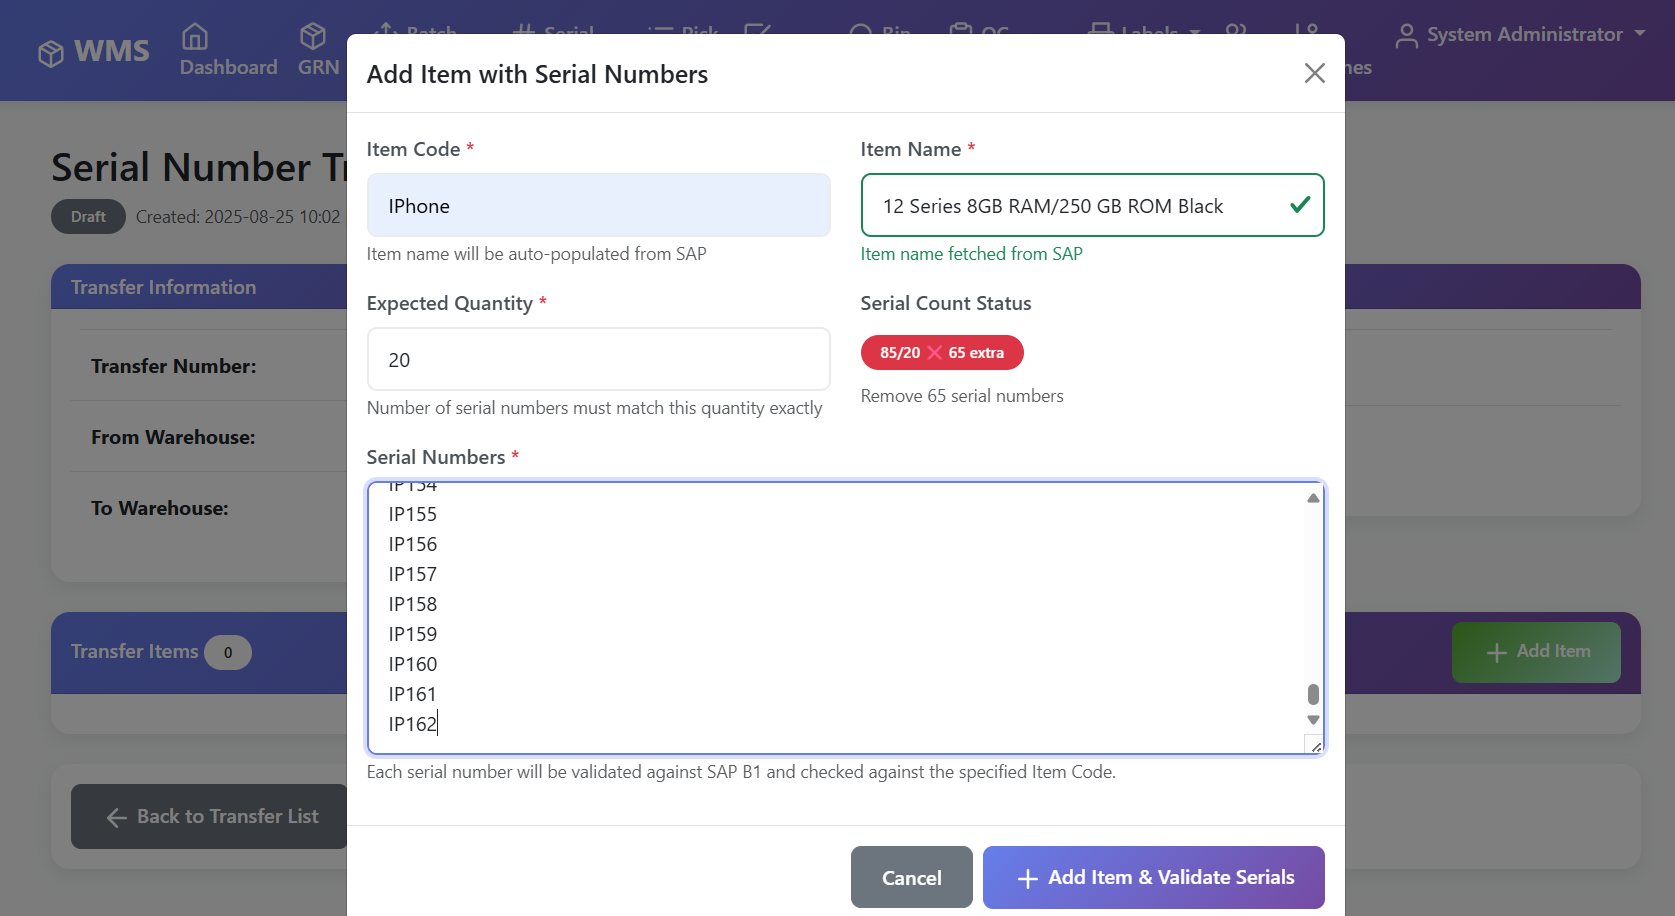 WMS
Dashboard
GRN
Batch
Serial
Pick
Bin
QC
Labels
System Administrator
Add Item with Serial Numbers
Serial Number
Draft
Created: 2025-08-25 10:02
Transfer Information
Transfer Number:
From Warehouse:
To Warehouse:
Transfer Items 0
Add Item
Back to Transfer List
Item Code *
IPhone
Item name will be auto-populated from SAP
Item Name *
12 Series 8GB RAM/250 GB ROM Black
Item name fetched from SAP
Expected Quantity *
20
Number of serial numbers must match this quantity exactly
Serial Count Status
85/20 ❌ 65 extra
Remove 65 serial numbers
Serial Numbers *
IP154
IP155
IP156
IP157
IP158
IP159
IP160
IP161
IP162
Each serial number will be validated against SAP B1 and checked against the specified Item Code.
Cancel
Add Item & Validate Serials